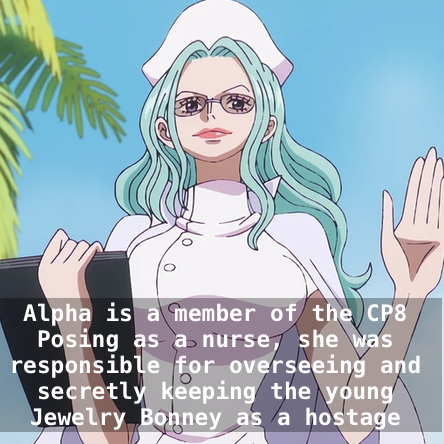 Alpha is a member of the CP8
Posing as a nurse, she was
responsible for overseeing and
secretly keeping the young
Jewelry Bonney as a hostage